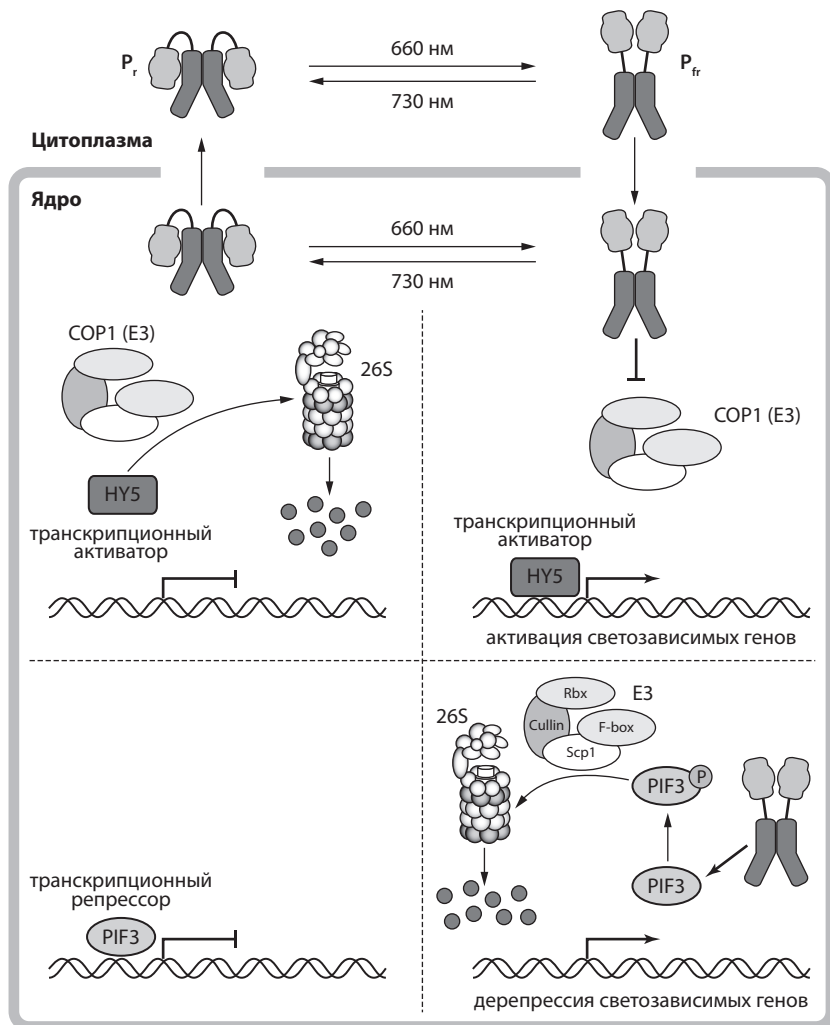 660 нм
Pr
Pfr
730 нм
Цитоплазма
Ядро
660 нм
730 нм
COP1 (E3)
26S
HY5
транскрипционный
активатор
COP1 (E3)
транскрипционный
активатор
HY5
активация светозависимых генов
транскрипционный
репрессор
PIF3
26S
Rbx
E3
Cullin
F-box
Scp1
PIF3
P
PIF3
дерепрессия светозависимых генов